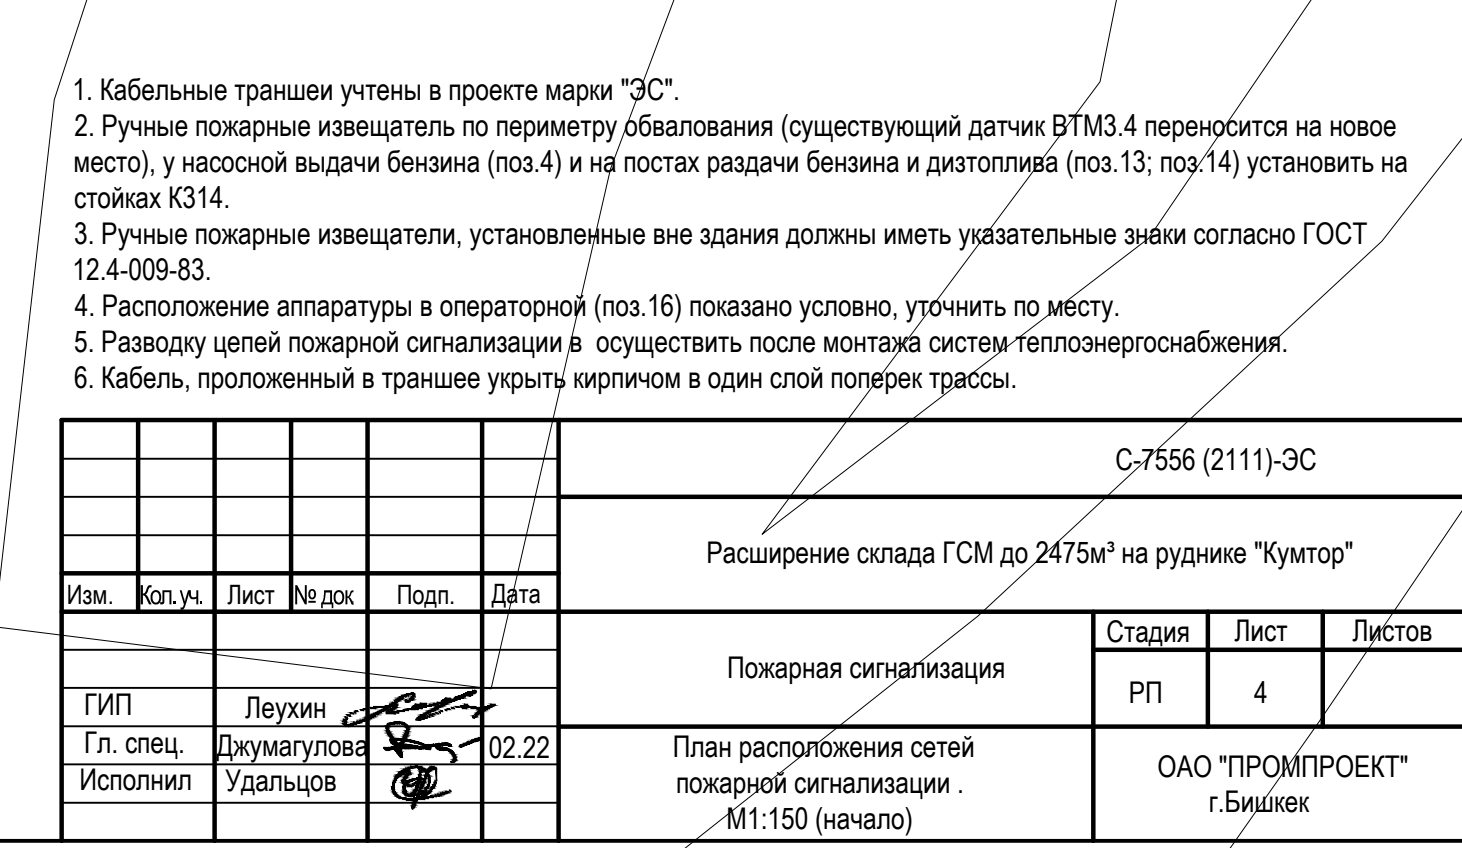 1. Кабельные траншеи учтены в проекте марки "ЭС".
2. Ручные пожарные извещатель по периметру обвалования (существующий датчик ВТМ3.4 переносится на новое
место), у насосной выдачи бензина (поз.4) и на постах раздачи бензина и дизтоплива (поз.13; поз.14) установить на
стойках К314.
3. Ручные пожарные извещатели, установленные вне здания должны иметь указательные знаки согласно ГОСТ
12.4-009-83.
4. Расположение аппаратуры в операторной (поз.16) показано условно, уточнить по месту.
5. Разводку цепей пожарной сигнализации в осуществить после монтажа систем теплоэнергоснабжения.
6. Кабель, проложенный в траншее укрыть кирпичом в один слой поперек трассы.
С-7556 (2111)-ЭС
Расширение склада ГСМ до 2475м³ на руднике "Кумтор"
Изм. Кол.уч. Лист № док Подп. Дата
Пожарная сигнализация
Стадия Лист Листов
РП 4
ГИП Леухин
Гл. спец. Джумагулова 02.22
Исполнил Удальцов
План расположения сетей
пожарной сигнализации .
М1:150 (начало)
ОАО "ПРОМПРОЕКТ"
г.Бишкек